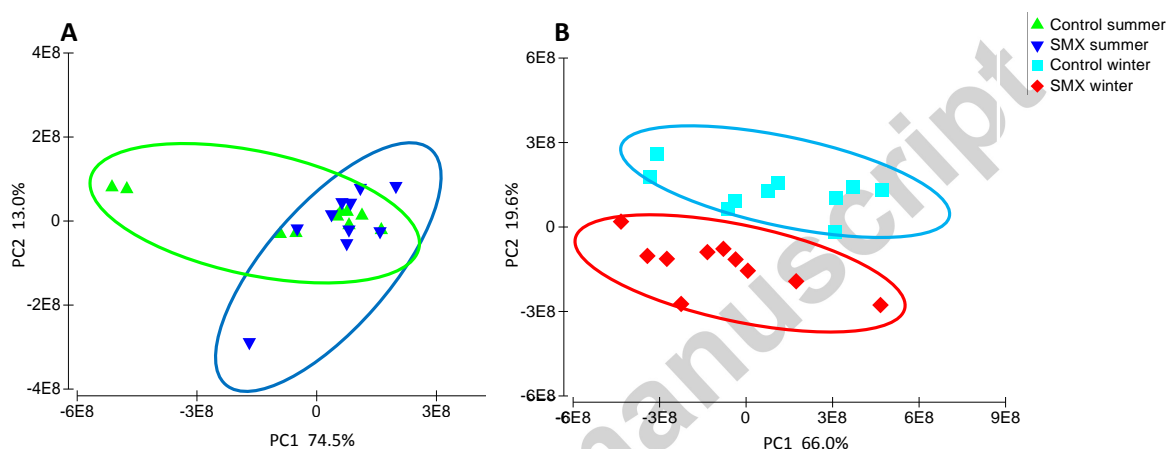 A
4E8
2E8
0
-2E8
-4E8
PC2 13.0%
-6E8 -3E8 0 3E8
PC1 74.5%
B
6E8
3E8
0
-3E8
-6E8
PC2 19.6%
-6E8 -3E8 0 3E8 6E8 9E8
PC1 66.0%
Control summer
SMX summer
Control winter
SMX winter
manuscript